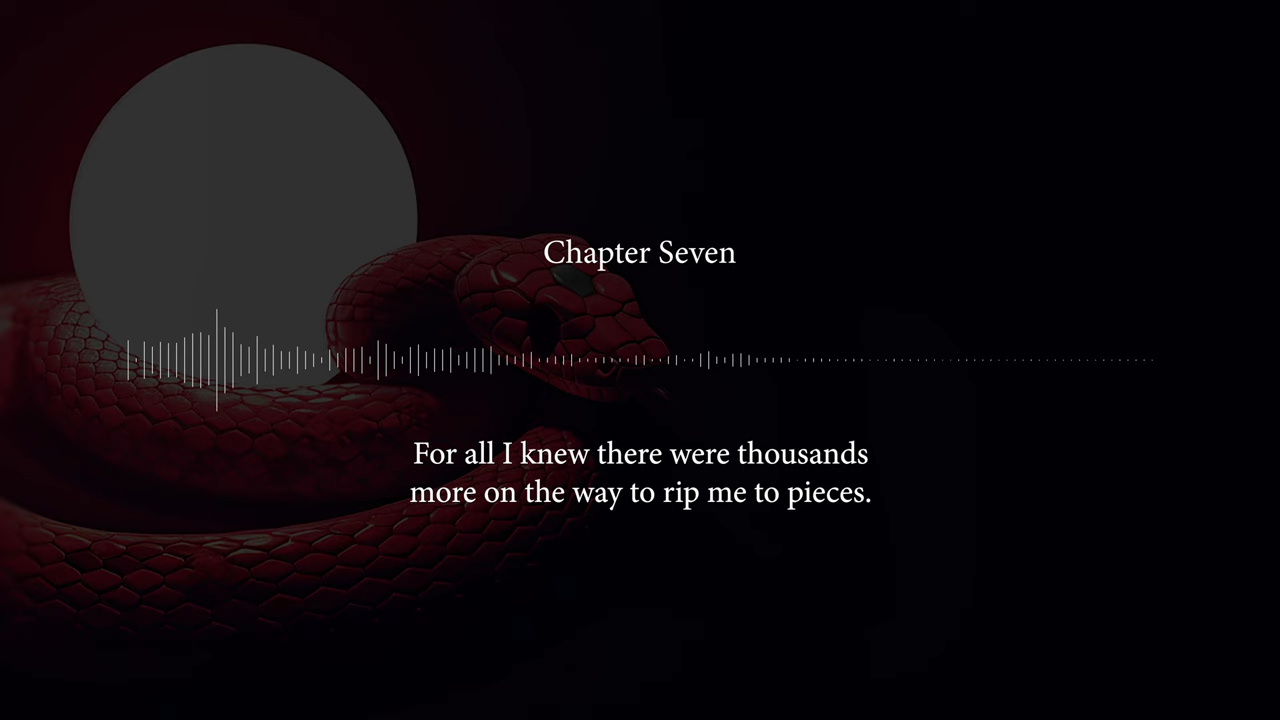 Chapter Seven
For all I knew there were thousands
more on the way to rip me to pieces.